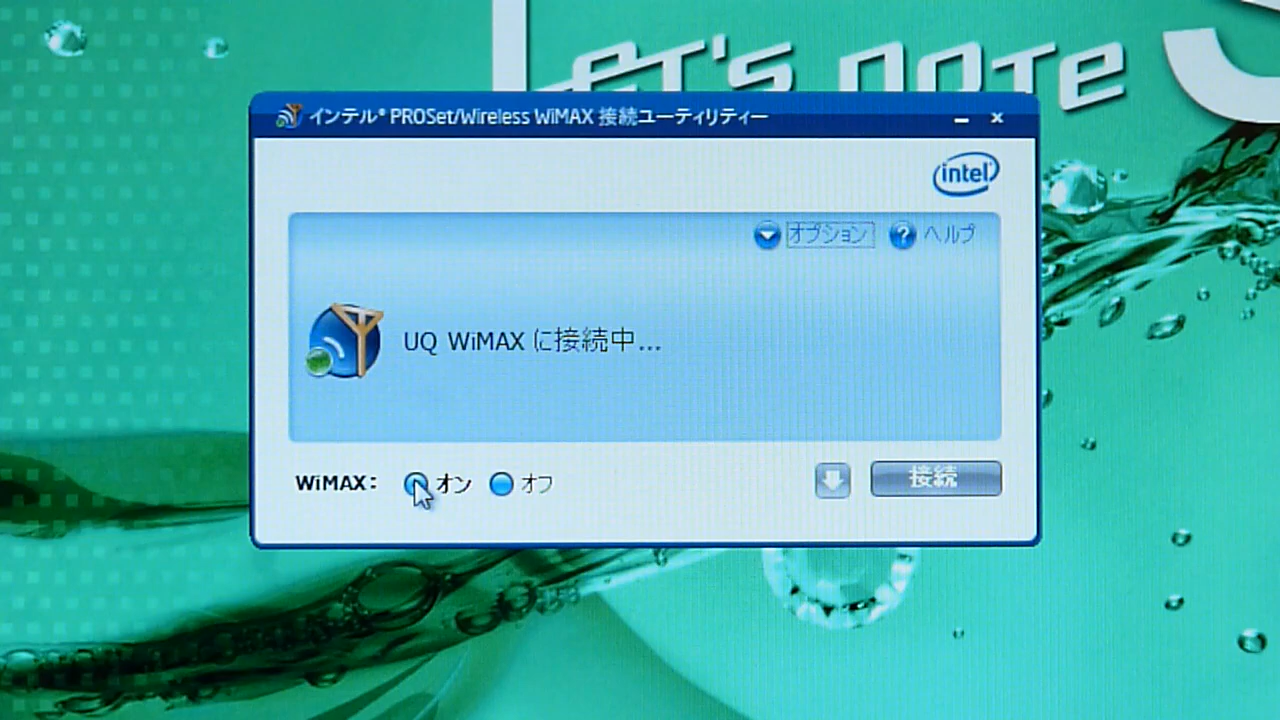 Let's note S
インテル® PROSet/Wireless WiMAX 接続ユーティリティー
intel
オプション ? ヘルプ
UQ WiMAX に接続中...
WiMAX: オン オフ 接続